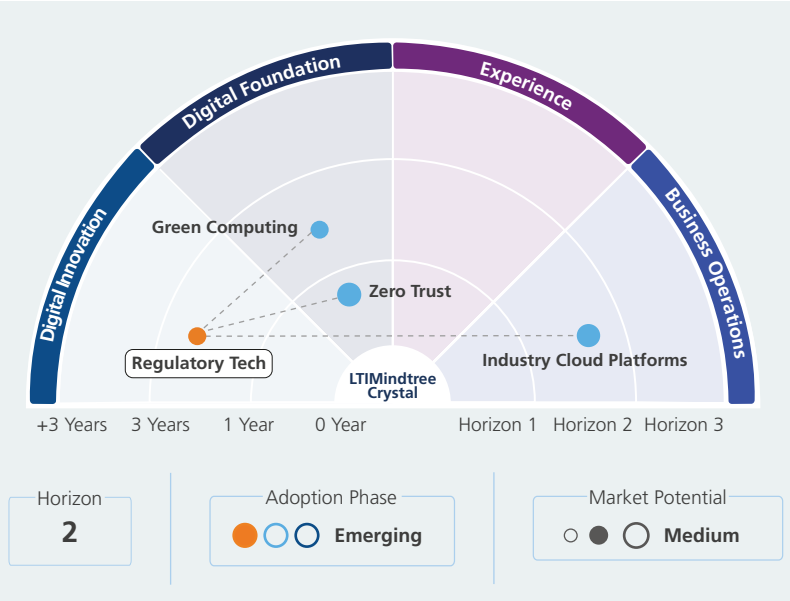 Digital Foundation
Experience
Digital Innovation
Business Operations
Green Computing
Zero Trust
Regulatory Tech
Industry Cloud Platforms
LTIMindtree
Crystal
+3 Years 3 Years 1 Year 0 Year Horizon 1 Horizon 2 Horizon 3
Horizon
2
Adoption Phase
Emerging
Market Potential
Medium